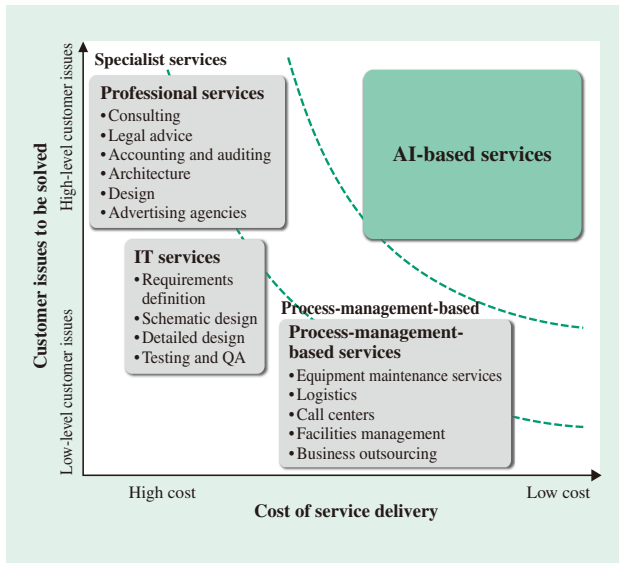 Customer issues to be solved
High-level customer issues
Low-level customer issues
Specialist services
Professional services
•Consulting
•Legal advice
•Accounting and auditing
•Architecture
•Design
•Advertising agencies
AI-based services
IT services
•Requirements
definition
•Schematic design
•Detailed design
•Testing and QA
Process-management-based
Process-management-
based services
•Equipment maintenance services
•Logistics
•Call centers
•Facilities management
•Business outsourcing
High cost
Low cost
Cost of service delivery